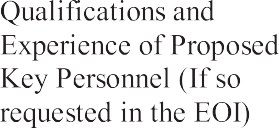 Qualifications and
Experience of Proposed
Key Personnel (If so
requested in the EOI)